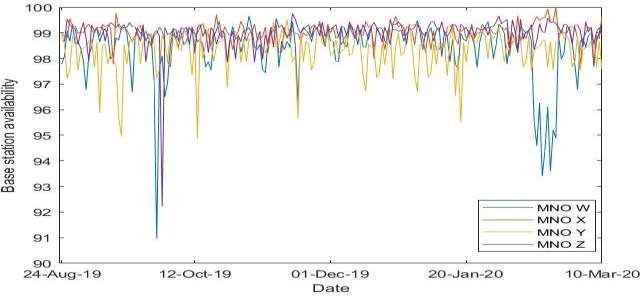 100
99
98
97
96
95
94
93
92
91
90
Base station availability
24-Aug-19 12-Oct-19 01-Dec-19 20-Jan-20 10-Mar-20
Date
MNO W
MNO X
MNO Y
MNO Z